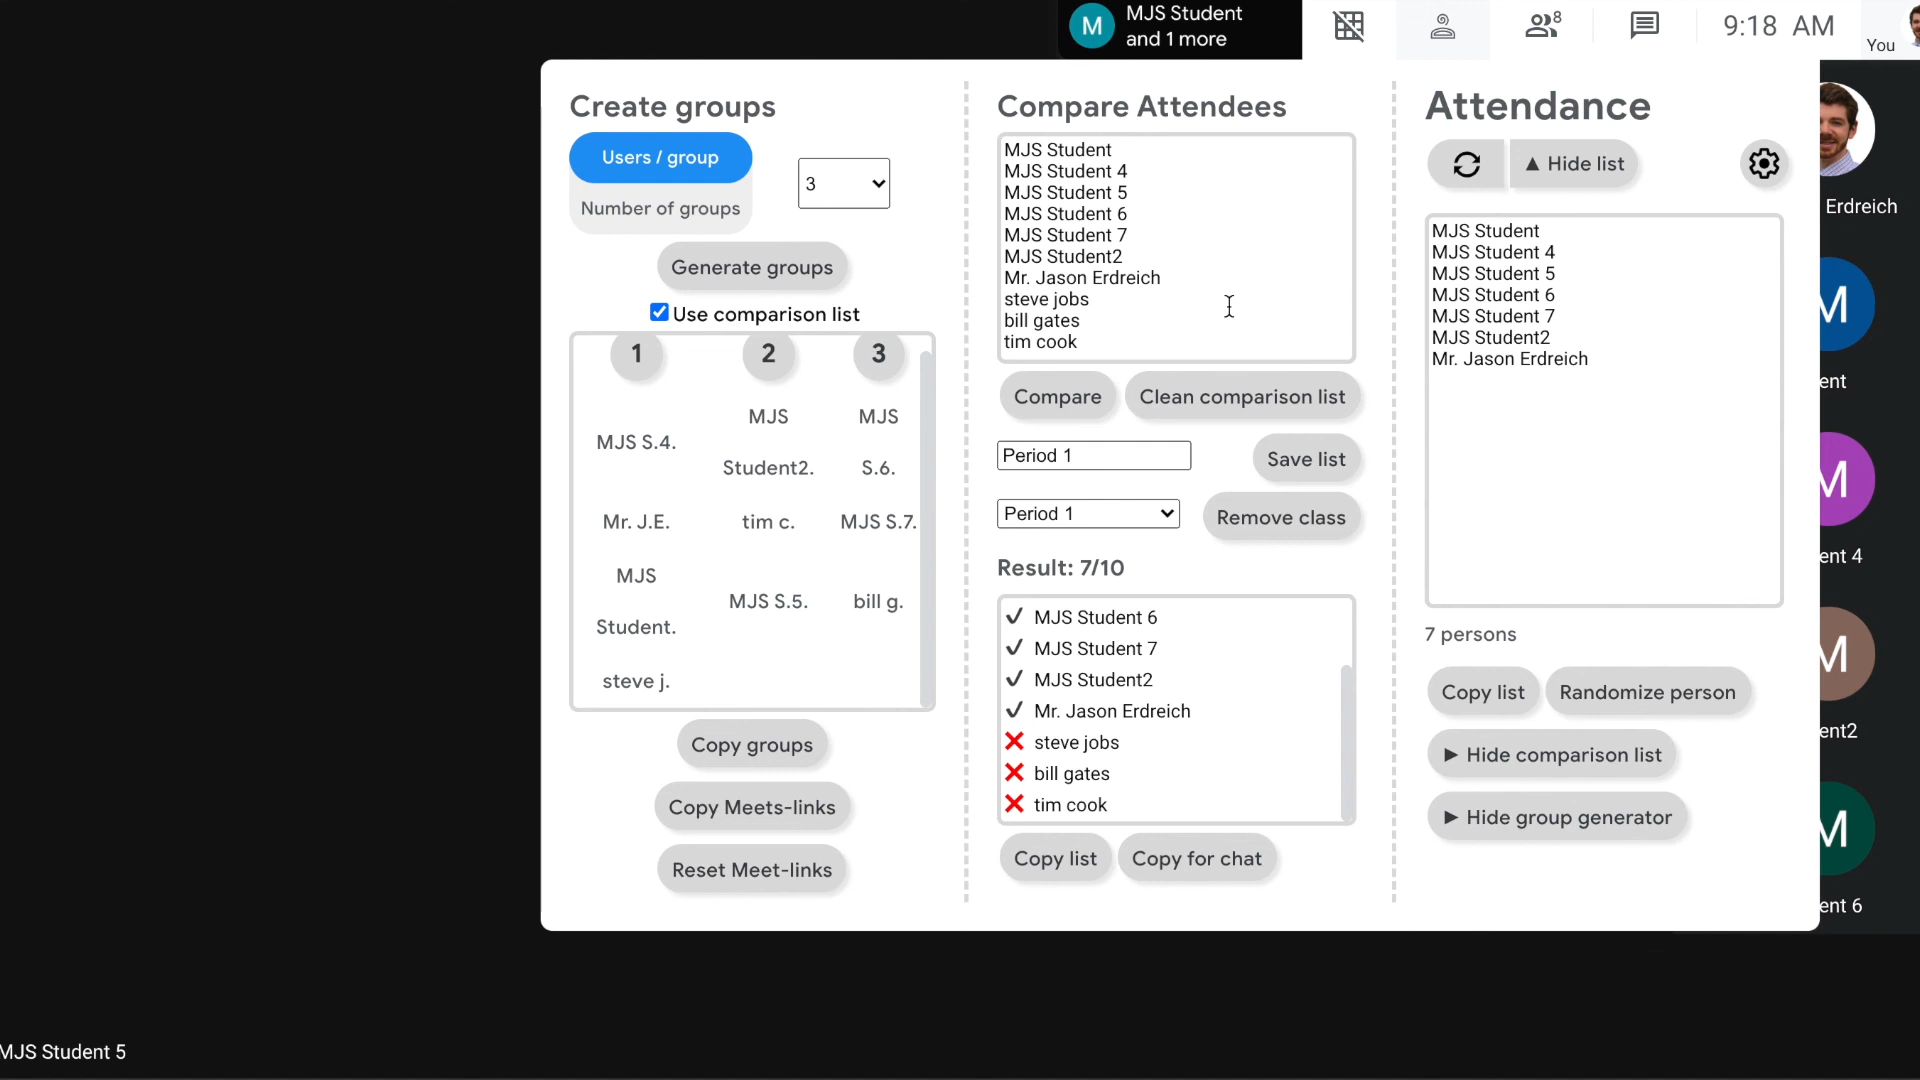 MJS Student
and 1 more
M
8
9:18 AM
You
Create groups
Users / group
Number of groups
3
Generate groups
Use comparison list
1
2
3
MJS S.4.
Mr. J.E.
MJS
Student.
steve j.
MJS
Student2.
tim c.
MJS S.5.
MJS
S.6.
MJS S.7.
bill g.
Copy groups
Copy Meets-links
Reset Meet-links
Compare Attendees
MJS Student
MJS Student 4
MJS Student 5
MJS Student 6
MJS Student 7
MJS Student2
Mr. Jason Erdreich
steve jobs
bill gates
tim cook
Compare
Clean comparison list
Period 1
Save list
Period 1
Remove class
Result: 7/10
MJS Student 6
MJS Student 7
MJS Student2
Mr. Jason Erdreich
steve jobs
bill gates
tim cook
Copy list
Copy for chat
Attendance
▲ Hide list
MJS Student
MJS Student 4
MJS Student 5
MJS Student 6
MJS Student 7
MJS Student2
Mr. Jason Erdreich
7 persons
Copy list
Randomize person
► Hide comparison list
► Hide group generator
Erdreich
M
ent
M
ent 4
M
ent2
M
ent 6
MJS Student 5